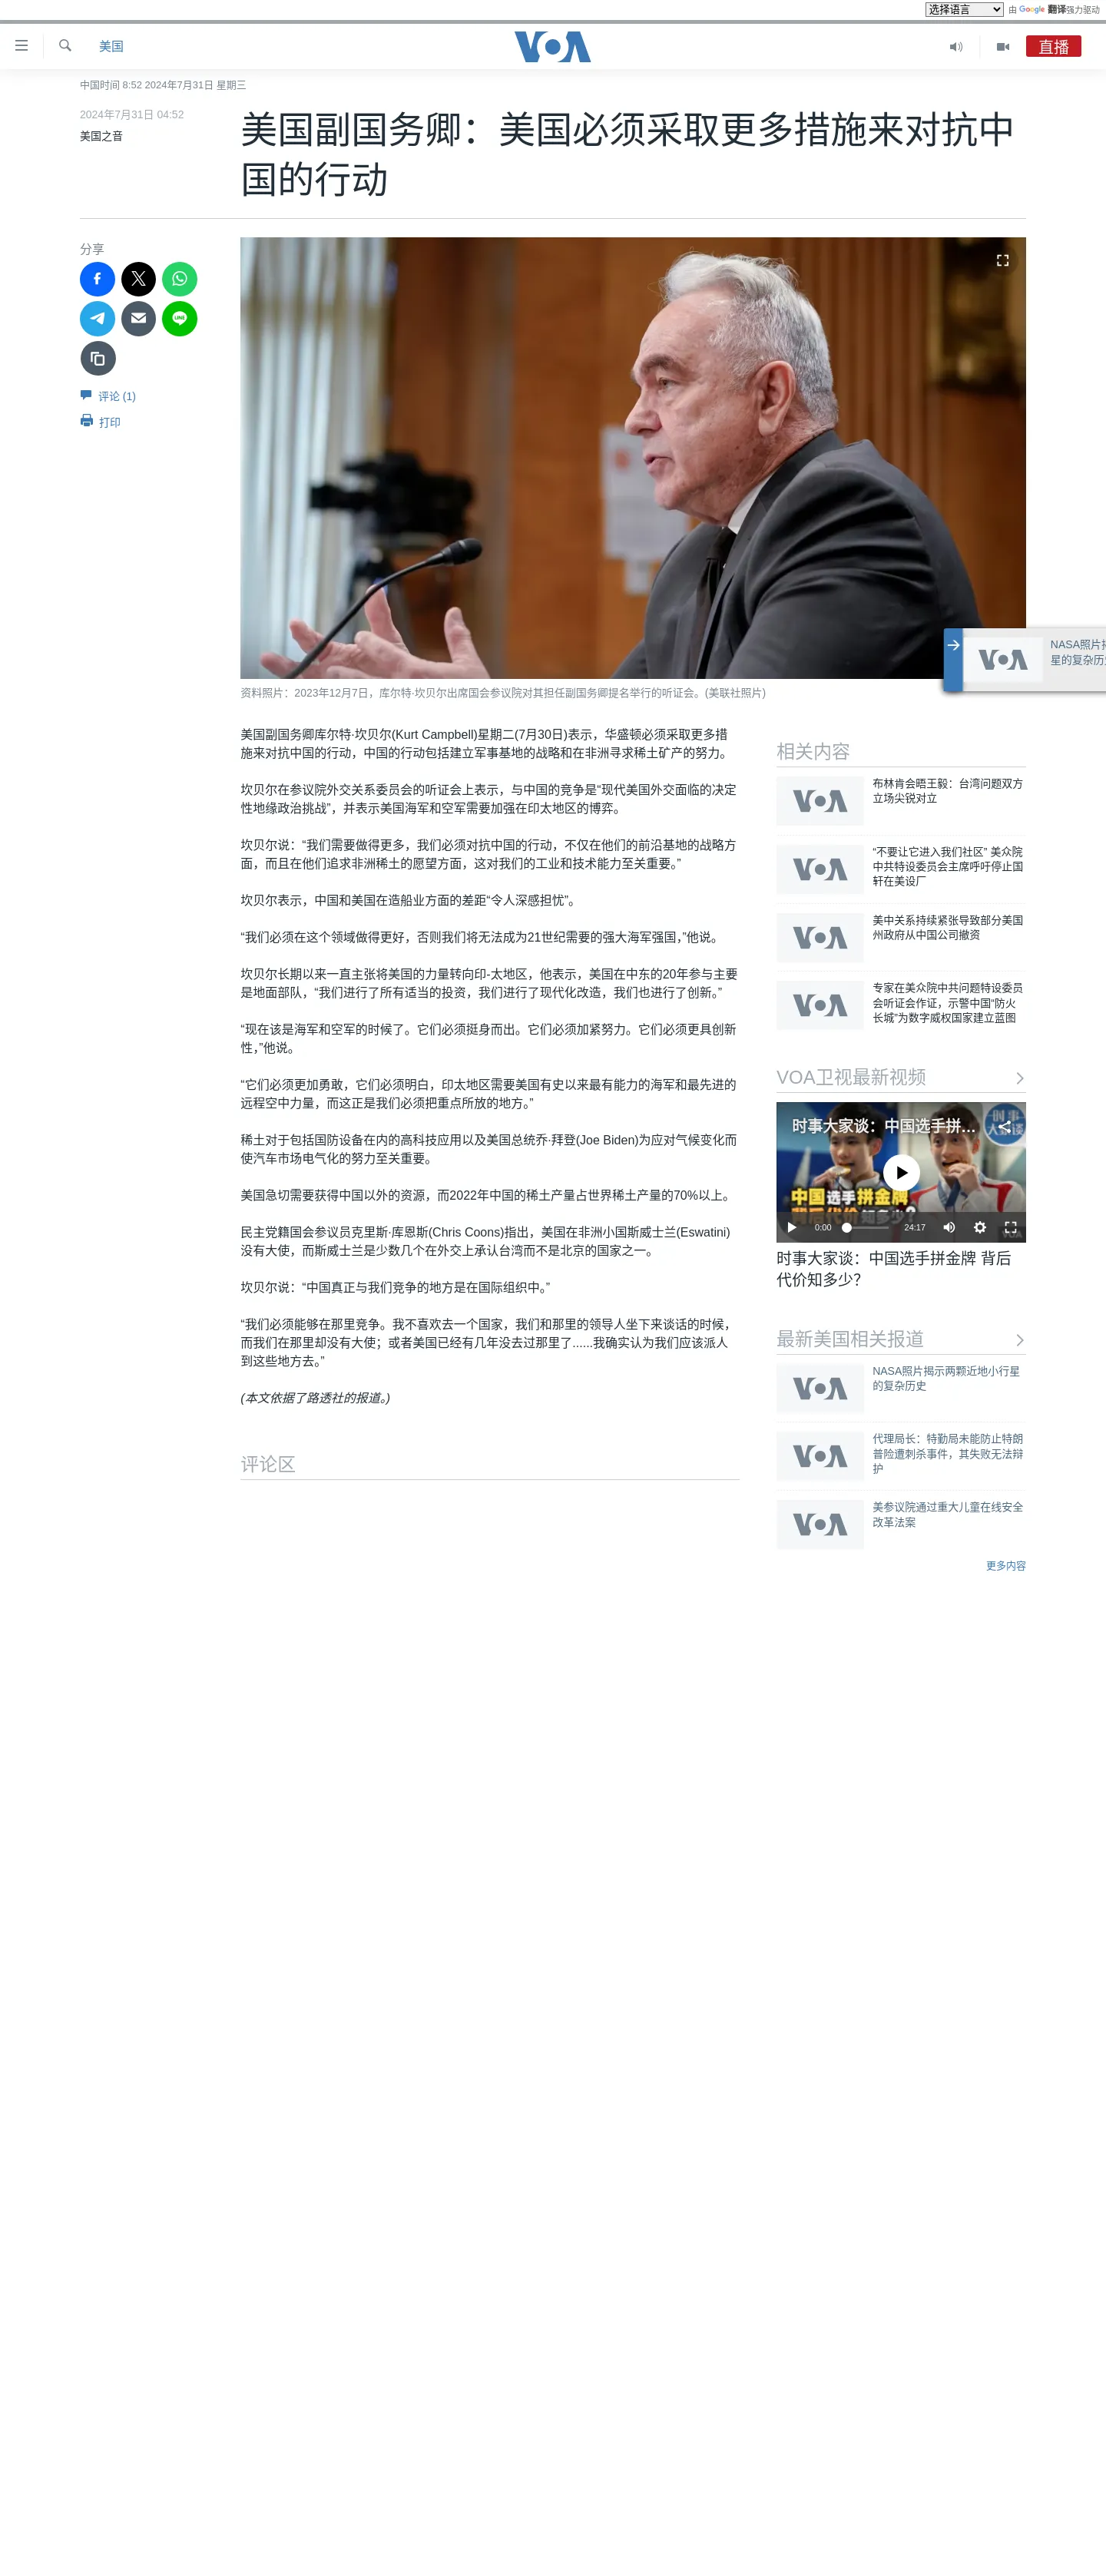 选择语言
由 Google 翻译强力驱动
美国
VOA
直播
中国时间 8:52 2024年7月31日 星期三
2024年7月31日 04:52
美国之音
美国副国务卿：美国必须采取更多措施来对抗中
国的行动
分享
评论 (1)
打印
资料照片：2023年12月7日，库尔特·坎贝尔出席国会参议院对其担任副国务卿提名举行的听证会。(美联社照片)
VOA
NASA照片揭
星的复杂历
美国副国务卿库尔特·坎贝尔(Kurt Campbell)星期二(7月30日)表示，华盛顿必须采取更多措
施来对抗中国的行动，中国的行动包括建立军事基地的战略和在非洲寻求稀土矿产的努力。
坎贝尔在参议院外交关系委员会的听证会上表示，与中国的竞争是“现代美国外交面临的决定
性地缘政治挑战”，并表示美国海军和空军需要加强在印太地区的博弈。
坎贝尔说：“我们需要做得更多，我们必须对抗中国的行动，不仅在他们的前沿基地的战略方
面，而且在他们追求非洲稀土的愿望方面，这对我们的工业和技术能力至关重要。”
坎贝尔表示，中国和美国在造船业方面的差距“令人深感担忧”。
“我们必须在这个领域做得更好，否则我们将无法成为21世纪需要的强大海军强国，”他说。
坎贝尔长期以来一直主张将美国的力量转向印-太地区，他表示，美国在中东的20年参与主要
是地面部队，“我们进行了所有适当的投资，我们进行了现代化改造，我们也进行了创新。”
“现在该是海军和空军的时候了。它们必须挺身而出。它们必须加紧努力。它们必须更具创新
性，”他说。
“它们必须更加勇敢，它们必须明白，印太地区需要美国有史以来最有能力的海军和最先进的
远程空中力量，而这正是我们必须把重点所放的地方。”
稀土对于包括国防设备在内的高科技应用以及美国总统乔·拜登(Joe Biden)为应对气候变化而
使汽车市场电气化的努力至关重要。
美国急切需要获得中国以外的资源，而2022年中国的稀土产量占世界稀土产量的70%以上。
民主党籍国会参议员克里斯·库恩斯(Chris Coons)指出，美国在非洲小国斯威士兰(Eswatini)
没有大使，而斯威士兰是少数几个在外交上承认台湾而不是北京的国家之一。
坎贝尔说：“中国真正与我们竞争的地方是在国际组织中。”
“我们必须能够在那里竞争。我不喜欢去一个国家，我们和那里的领导人坐下来谈话的时候，
而我们在那里却没有大使；或者美国已经有几年没去过那里了......我确实认为我们应该派人
到这些地方去。”
(本文依据了路透社的报道。)
评论区
相关内容
VOA
布林肯会晤王毅：台湾问题双方
立场尖锐对立
VOA
“不要让它进入我们社区” 美众院
中共特设委员会主席呼吁停止国
轩在美设厂
VOA
美中关系持续紧张导致部分美国
州政府从中国公司撤资
VOA
专家在美众院中共问题特设委员
会听证会作证，示警中国“防火
长城”为数字威权国家建立蓝图
VOA卫视最新视频
时事大家谈：中国选手拼...
时事
大家谈
中国选手拼金牌
背后代价知多少?
0:00
24:17
VOA
时事大家谈：中国选手拼金牌 背后
代价知多少？
最新美国相关报道
VOA
NASA照片揭示两颗近地小行星
的复杂历史
VOA
代理局长：特勤局未能防止特朗
普险遭刺杀事件，其失败无法辩
护
VOA
美参议院通过重大儿童在线安全
改革法案
更多内容